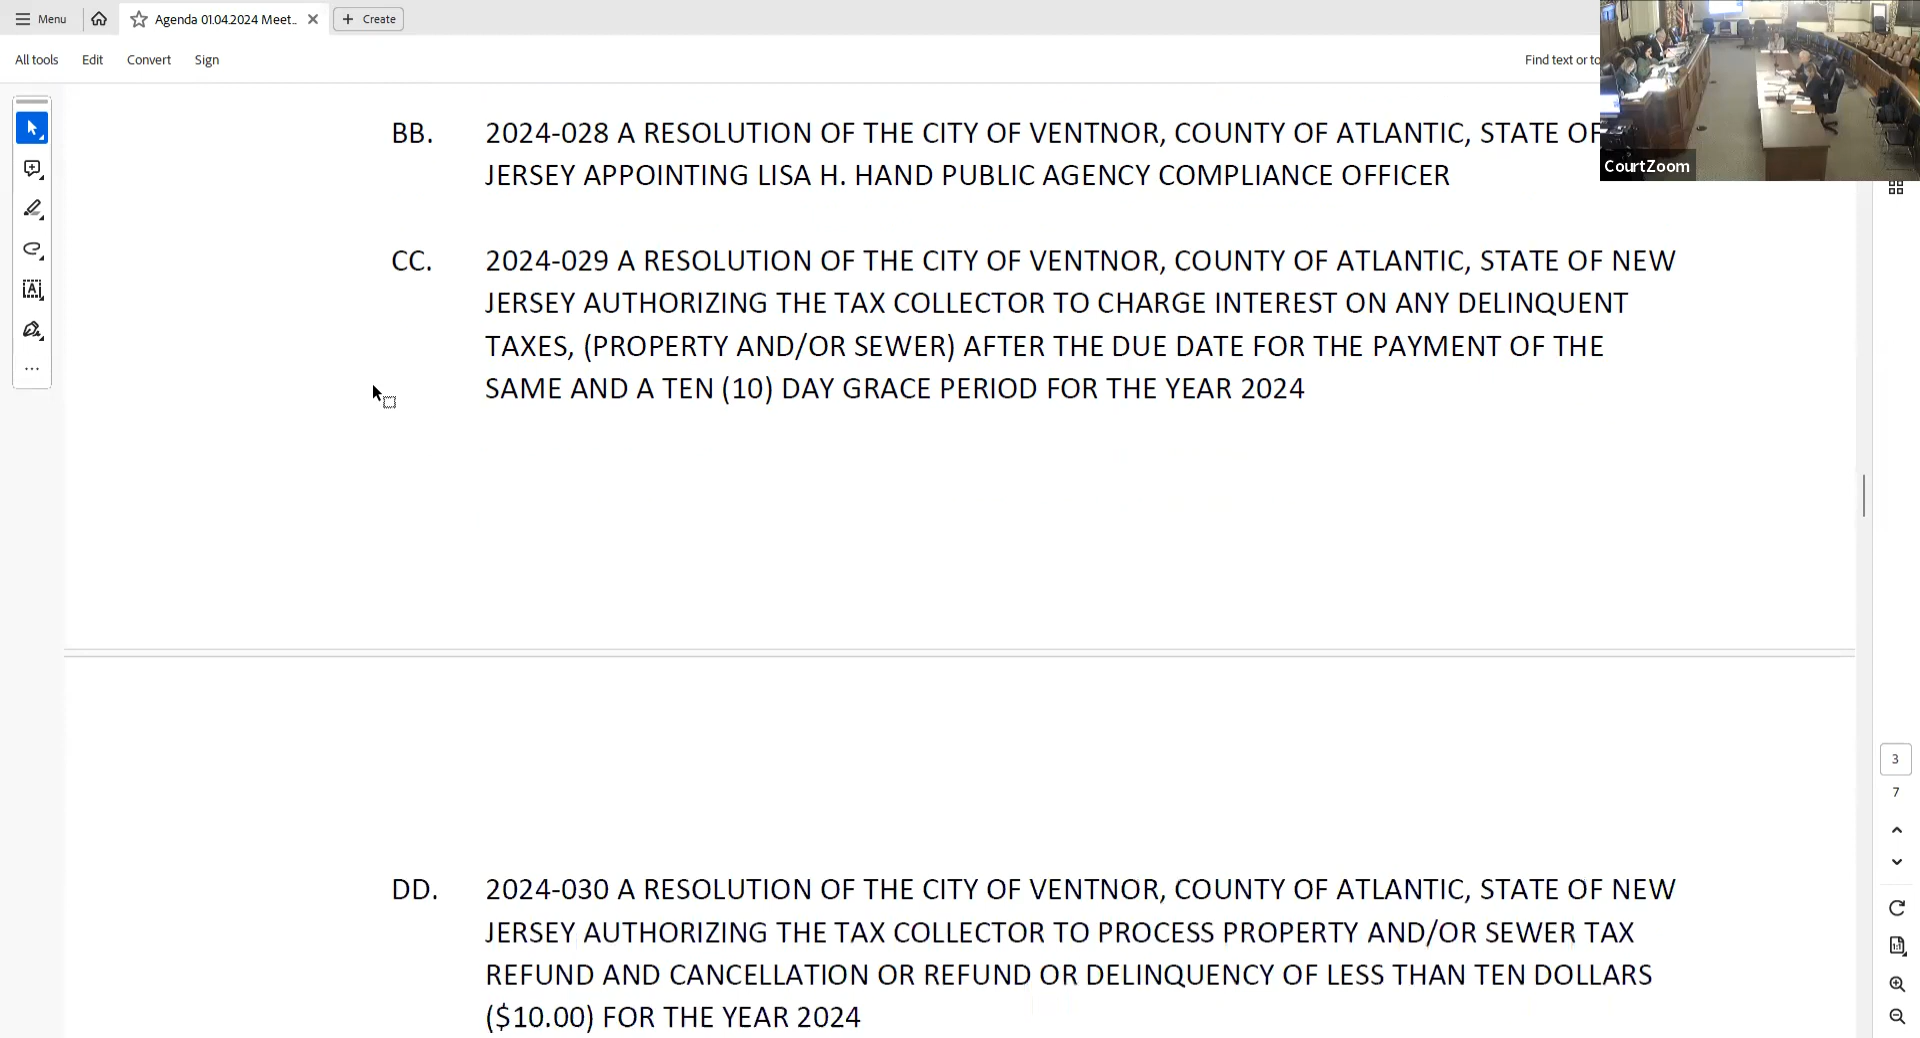 Menu
Agenda 01.04.2024 Meet..
Create
All tools
Edit
Convert
Sign
Find text or to
CourtZoom
BB. 2024-028 A RESOLUTION OF THE CITY OF VENTNOR, COUNTY OF ATLANTIC, STATE OF
JERSEY APPOINTING LISA H. HAND PUBLIC AGENCY COMPLIANCE OFFICER
CC. 2024-029 A RESOLUTION OF THE CITY OF VENTNOR, COUNTY OF ATLANTIC, STATE OF NEW
JERSEY AUTHORIZING THE TAX COLLECTOR TO CHARGE INTEREST ON ANY DELINQUENT
TAXES, (PROPERTY AND/OR SEWER) AFTER THE DUE DATE FOR THE PAYMENT OF THE
SAME AND A TEN (10) DAY GRACE PERIOD FOR THE YEAR 2024
3
7
DD. 2024-030 A RESOLUTION OF THE CITY OF VENTNOR, COUNTY OF ATLANTIC, STATE OF NEW
JERSEY AUTHORIZING THE TAX COLLECTOR TO PROCESS PROPERTY AND/OR SEWER TAX
REFUND AND CANCELLATION OR REFUND OR DELINQUENCY OF LESS THAN TEN DOLLARS
($10.00) FOR THE YEAR 2024